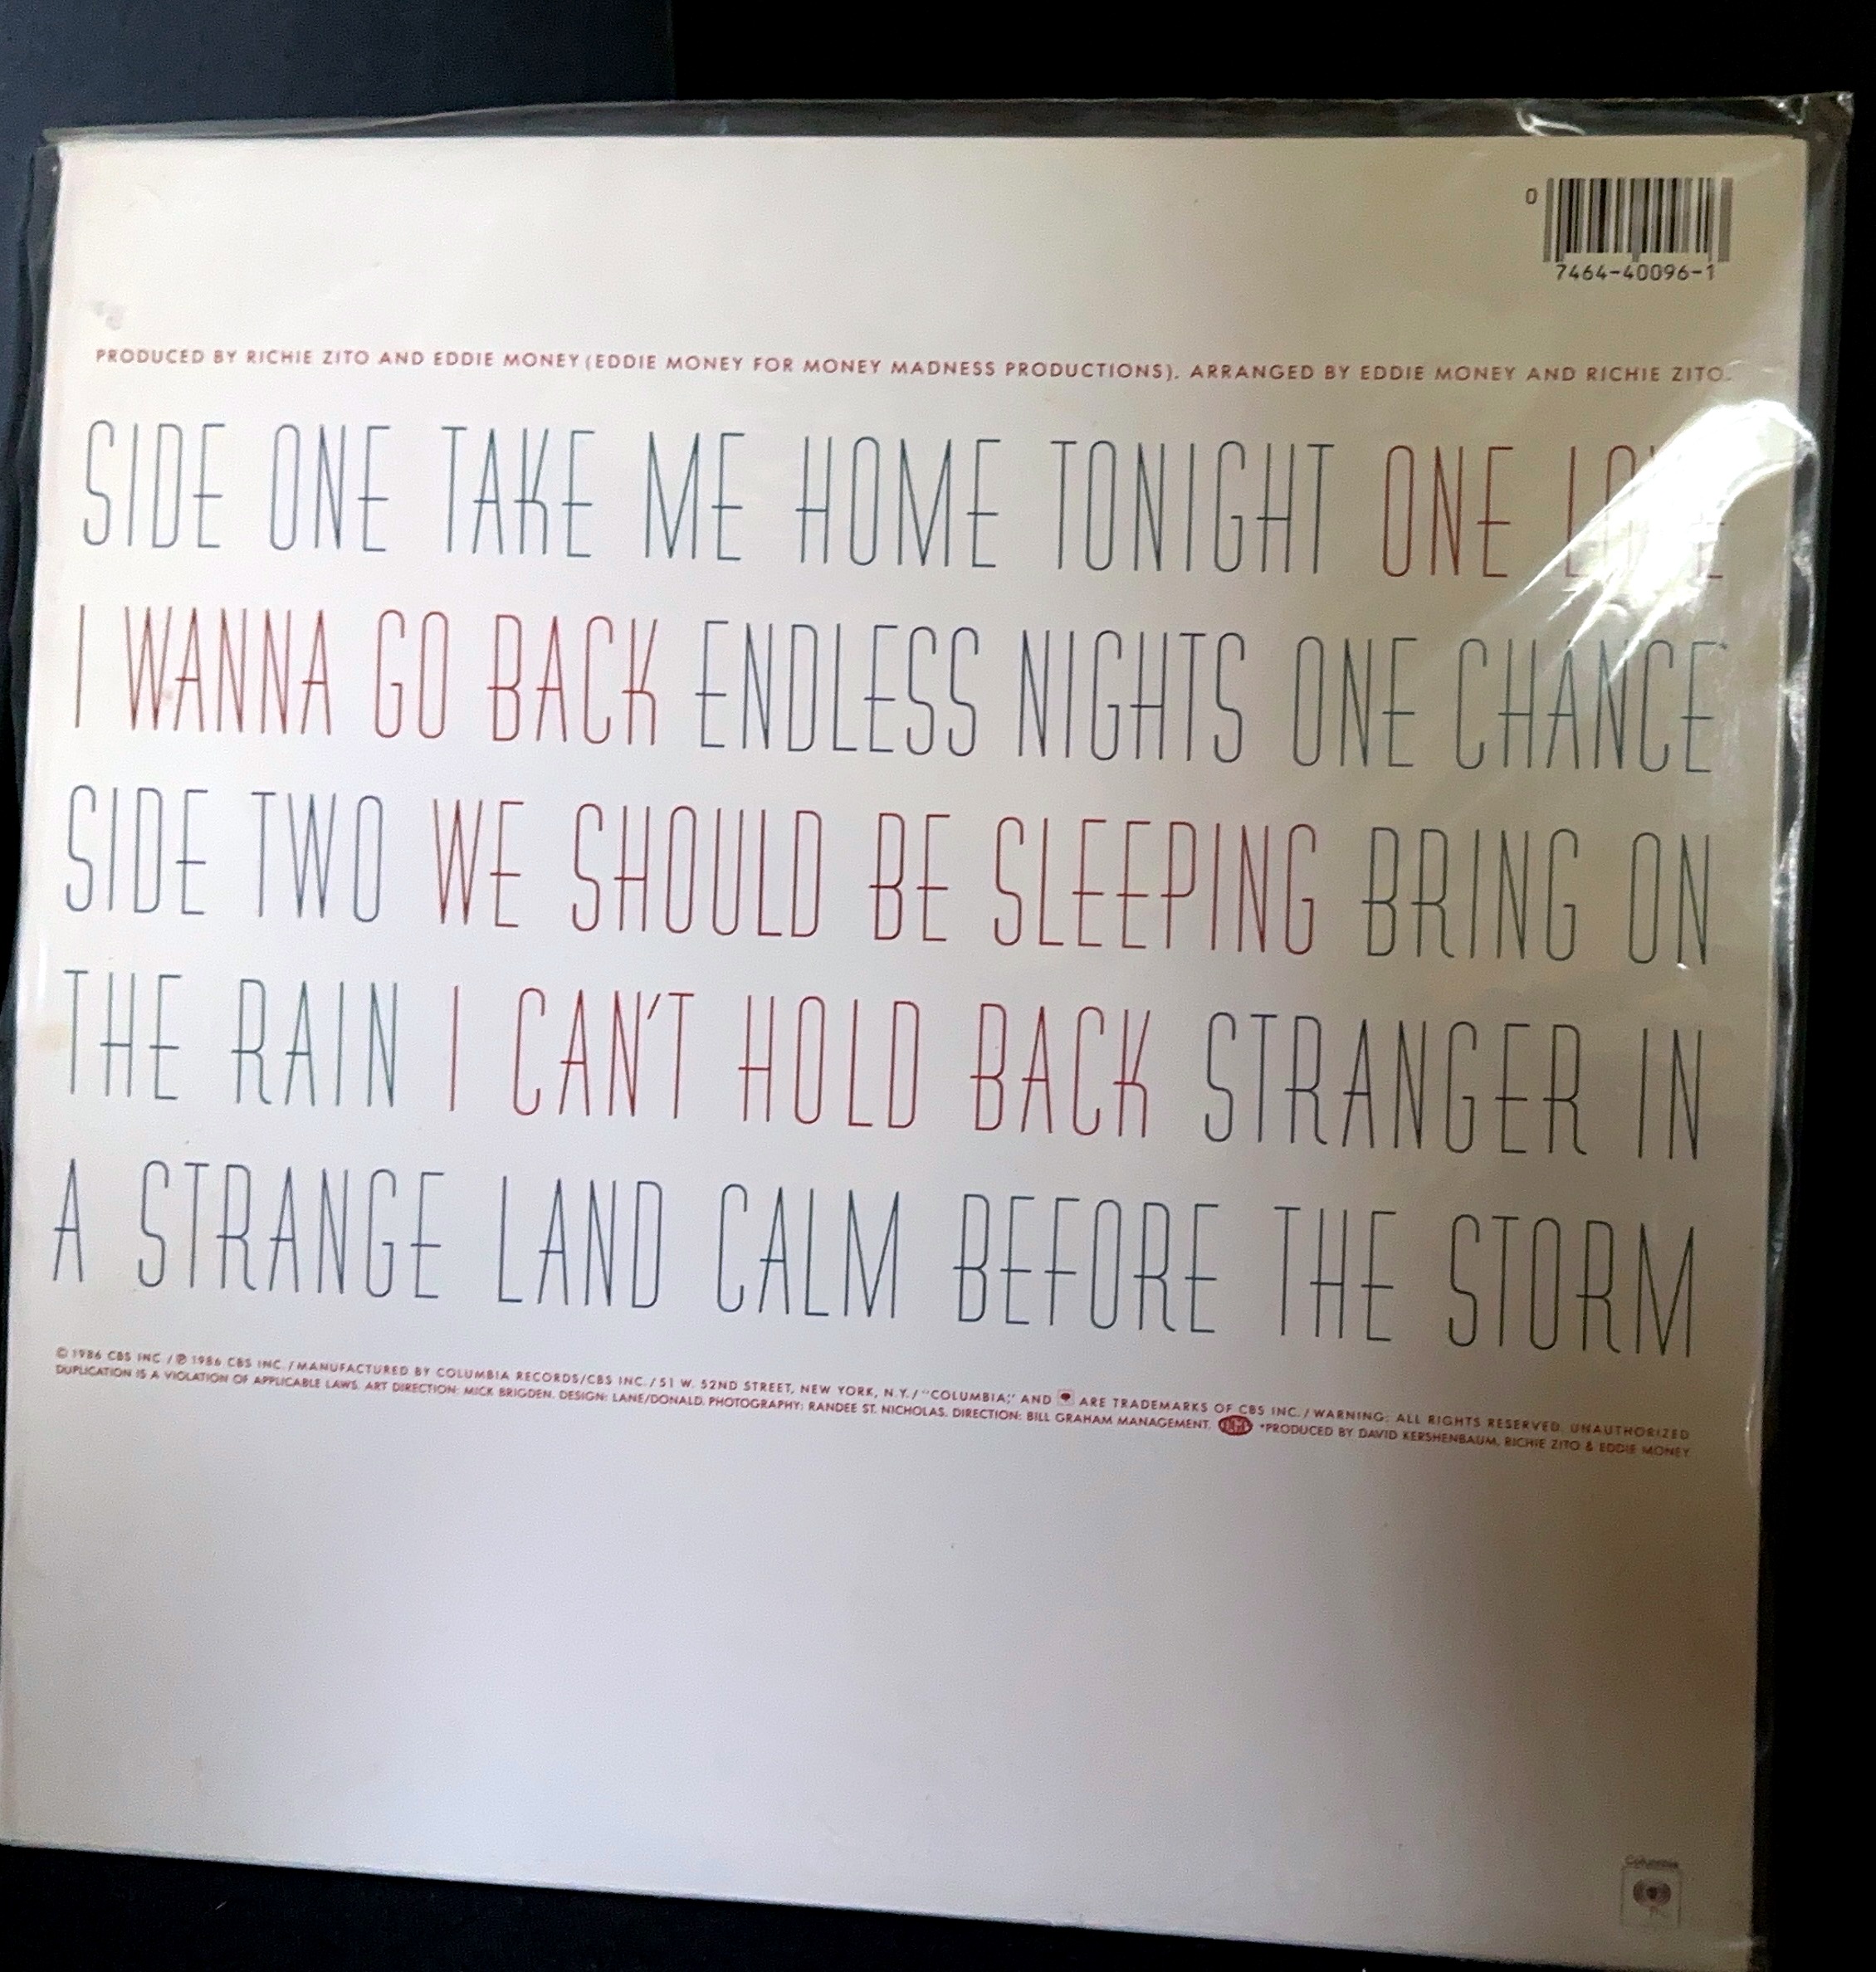 0
7464-40096-1
PRODUCED BY RICHIE ZITO AND EDDIE MONEY (EDDIE MONEY FOR MONEY MADNESS PRODUCTIONS). ARRANGED BY EDDIE MONEY AND RICHIE ZITO.
SIDE ONE TAKE ME HOME TONIGHT ONE LOVE
I WANNA GO BACK ENDLESS NIGHTS ONE CHANCE
SIDE TWO WE SHOULD BE SLEEPING BRING ON
THE RAIN I CAN'T HOLD BACK STRANGER IN
A STRANGE LAND CALM BEFORE THE STORM
© 1986 CBS INC./℗ 1986 CBS INC./MANUFACTURED BY COLUMBIA RECORDS/CBS INC./51 W. 52ND STREET, NEW YORK, N.Y./"COLUMBIA," AND ARE TRADEMARKS OF CBS INC./WARNING: ALL RIGHTS RESERVED. UNAUTHORIZED
DUPLICATION IS A VIOLATION OF APPLICABLE LAWS. ART DIRECTION: MICK BRIGDEN. DESIGN: LANE/DONALD. PHOTOGRAPHY: RANDEE ST. NICHOLAS. DIRECTION: BILL GRAHAM MANAGEMENT. *PRODUCED BY DAVID KERSHENBAUM, RICHIE ZITO & EDDIE MONEY
Columbia